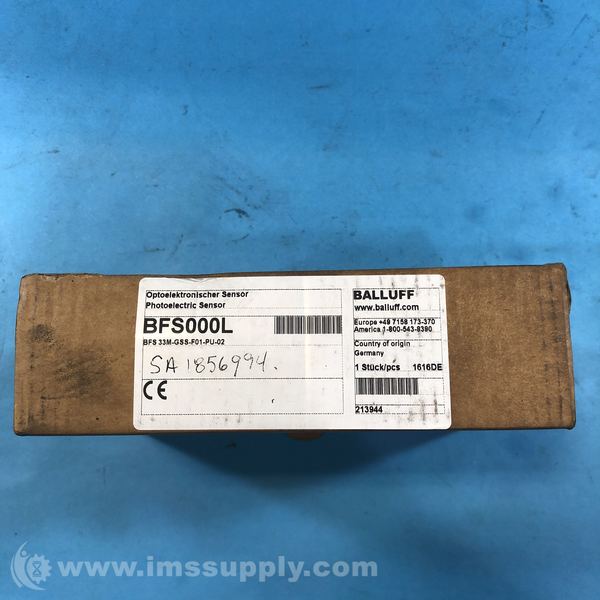 Optoelektronischer Sensor
Photoelectric Sensor
BFS000L
BFS 33M-GSS-F01-PU-02
SA 1856994.
CE
BALLUFF
www.balluff.com
Europe +49 7158 173-370
America 1-800-543-8390
Country of origin
Germany
1 Stück/pcs 1616DE
213944
www.imssupply.com